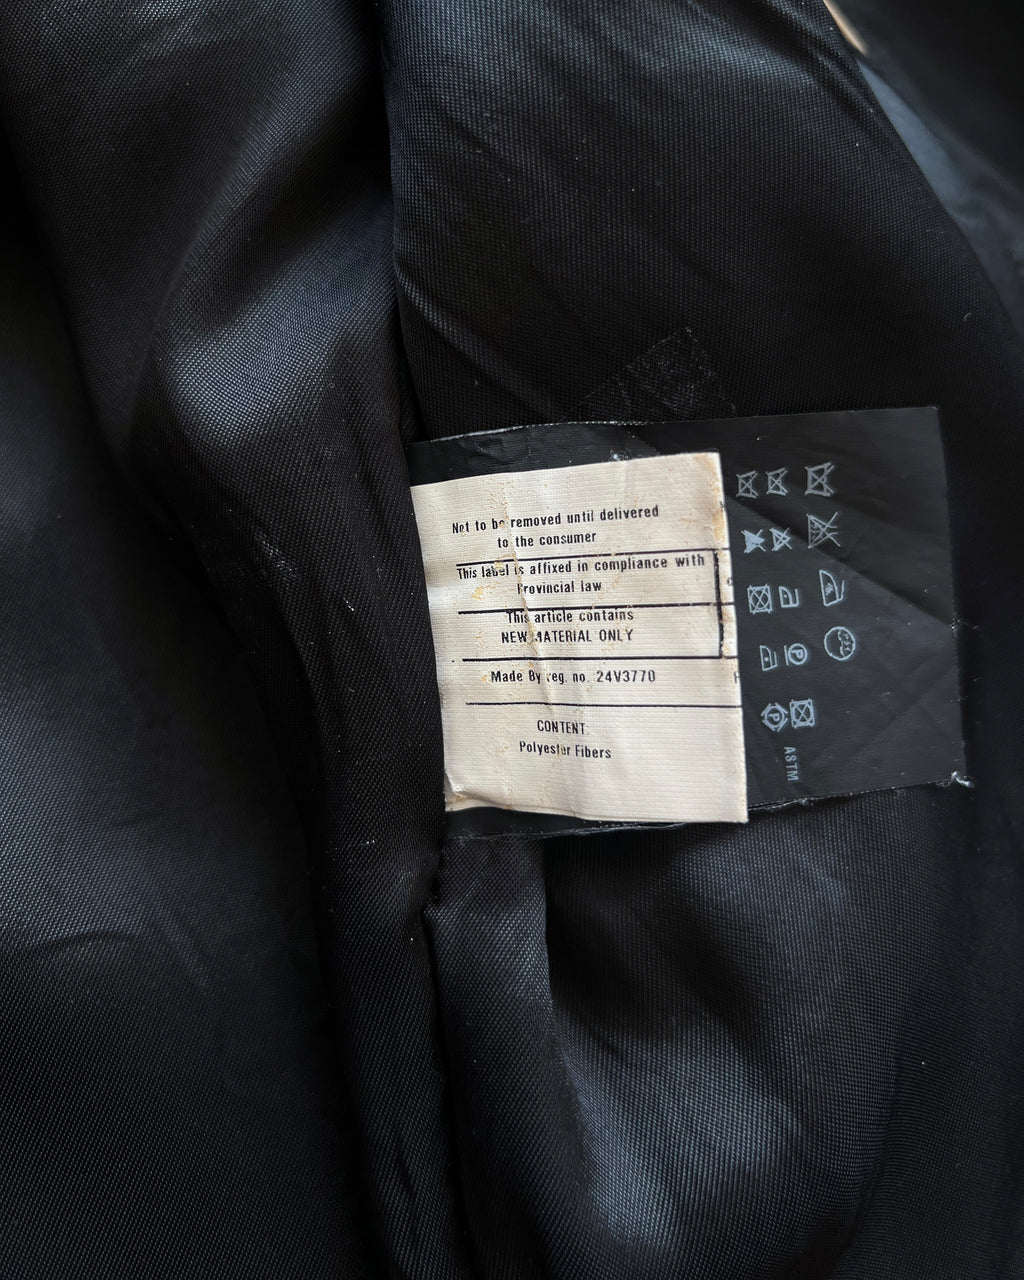 Not to be removed until delivered
to the consumer
This label is affixed in compliance with
Provincial law
This article contains
NEW MATERIAL ONLY
Made By reg. no. 24V3770
CONTENT:
Polyester Fibers
ASTM